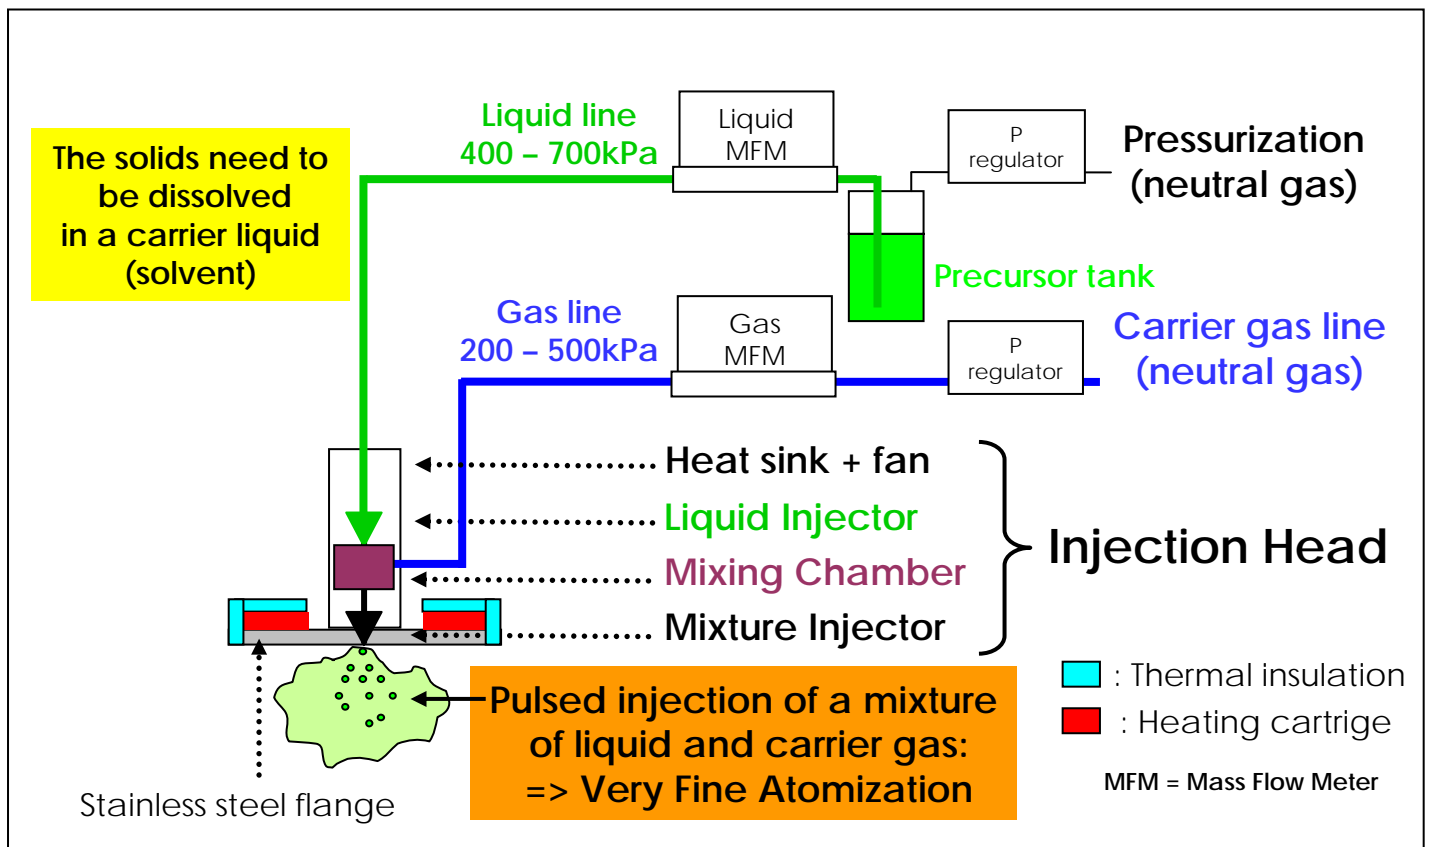 The solids need to
be dissolved
in a carrier liquid
(solvent)
Liquid line
400 – 700kPa
Liquid
MFM
P
regulator
Pressurization
(neutral gas)
Precursor tank
Gas line
200 – 500kPa
Gas
MFM
P
regulator
Carrier gas line
(neutral gas)
Heat sink + fan
Liquid Injector
Mixing Chamber
Mixture Injector
Injection Head
Pulsed injection of a mixture
of liquid and carrier gas:
=> Very Fine Atomization
Stainless steel flange
: Thermal insulation
: Heating cartrige
MFM = Mass Flow Meter